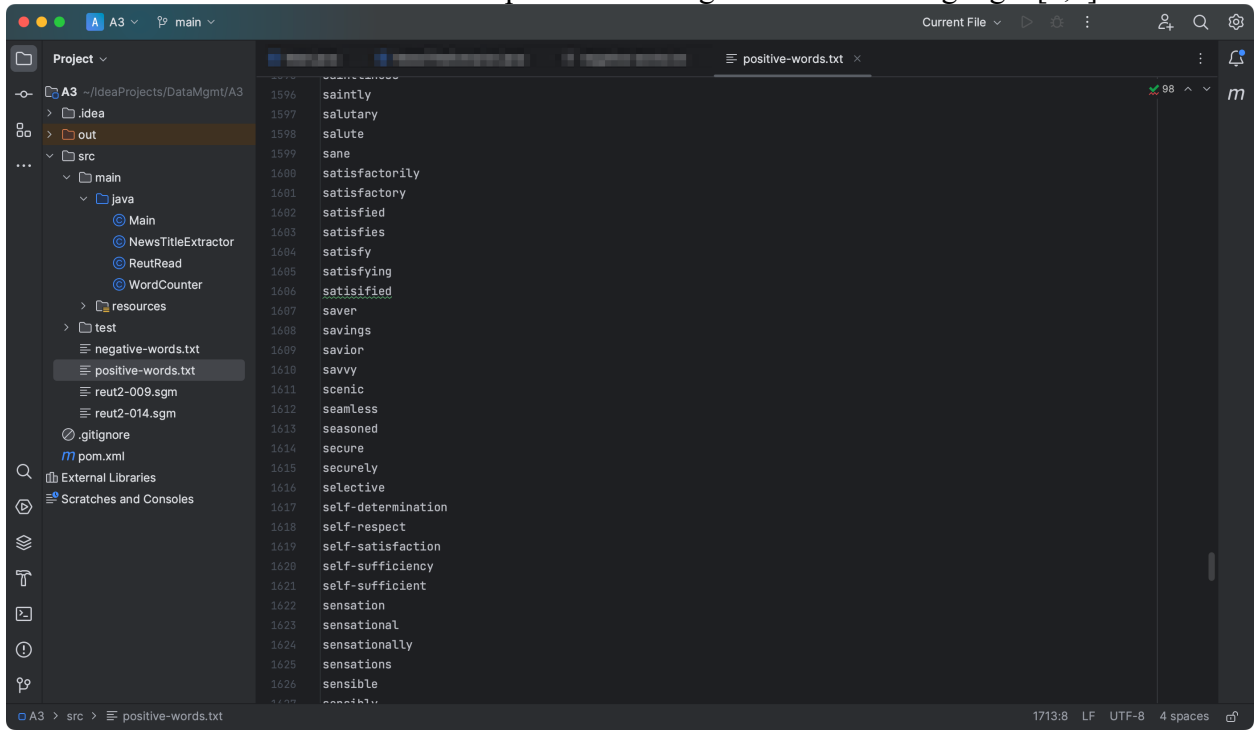 A A3 main Current File
Project
positive-words.txt
A3 ~/IdeaProjects/DataMgmt/A3
.idea
out
src
main
java
Main
NewsTitleExtractor
ReutRead
WordCounter
resources
test
negative-words.txt
positive-words.txt
reut2-009.sgm
reut2-014.sgm
.gitignore
m pom.xml
External Libraries
Scratches and Consoles
98
m
1596 saintly
1597 salutary
1598 salute
1599 sane
1600 satisfactorily
1601 satisfactory
1602 satisfied
1603 satisfies
1604 satisfy
1605 satisfying
1606 satisified
1607 saver
1608 savings
1609 savior
1610 savvy
1611 scenic
1612 seamless
1613 seasoned
1614 secure
1615 securely
1616 selective
1617 self-determination
1618 self-respect
1619 self-satisfaction
1620 self-sufficiency
1621 self-sufficient
1622 sensation
1623 sensational
1624 sensationally
1625 sensations
1626 sensible
A3 > src > positive-words.txt
1713:8 LF UTF-8 4 spaces